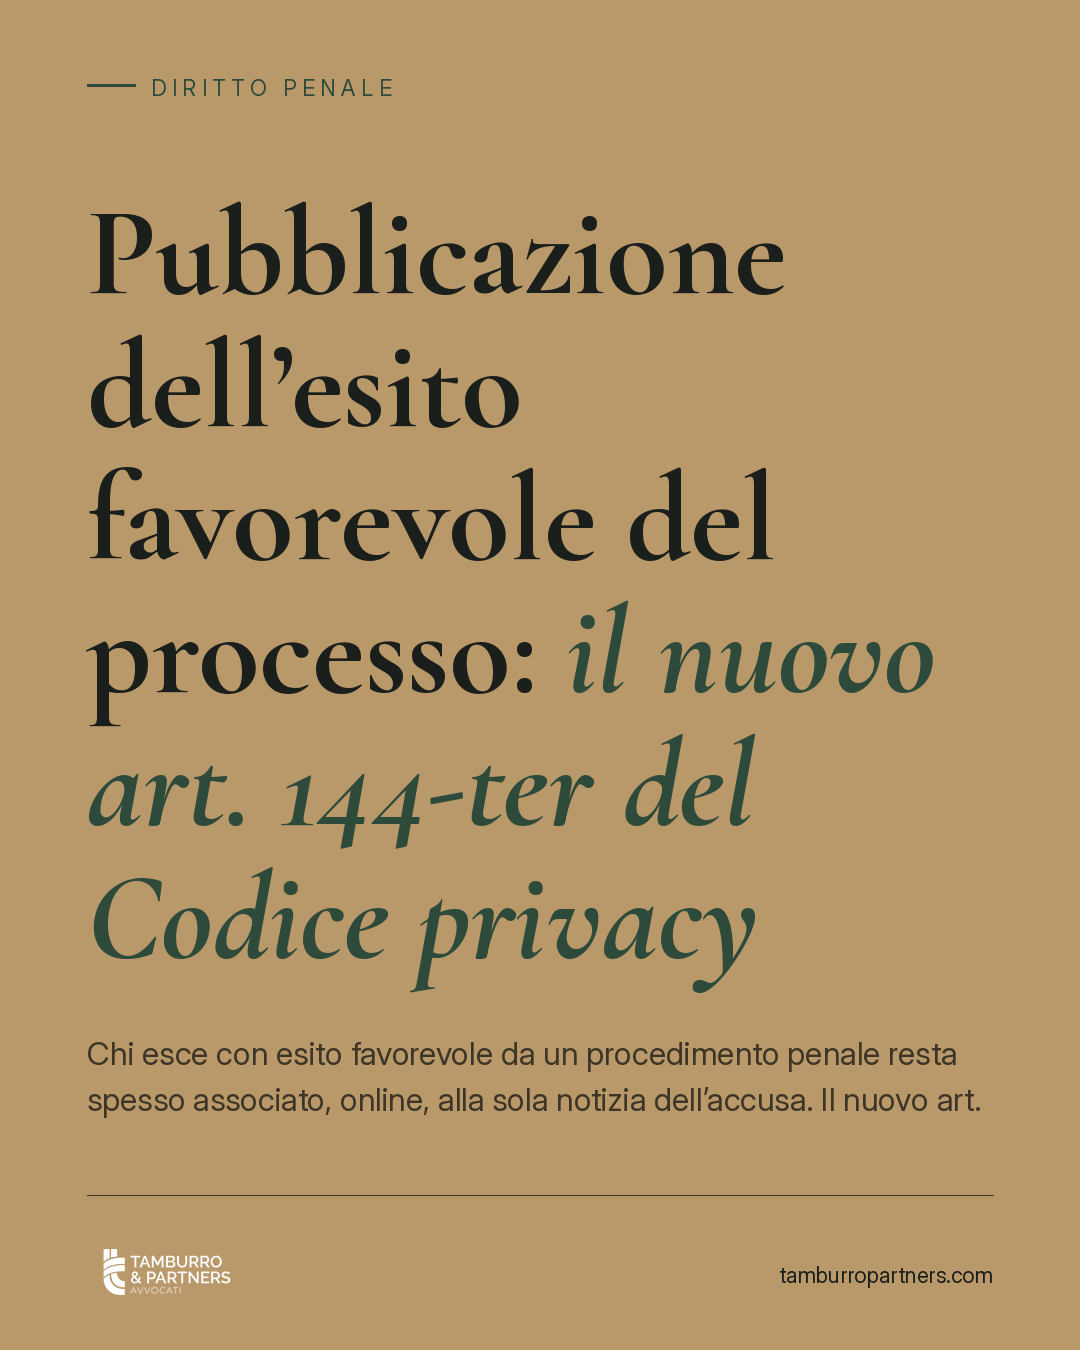 DIRITTO PENALE
Pubblicazione
dell’esito
favorevole del
processo: il nuovo
art. 144-ter del
Codice privacy
Chi esce con esito favorevole da un procedimento penale resta
spesso associato, online, alla sola notizia dell’accusa. Il nuovo art.
TAMBURRO
& PARTNERS
AVVOCATI
tamburropartners.com